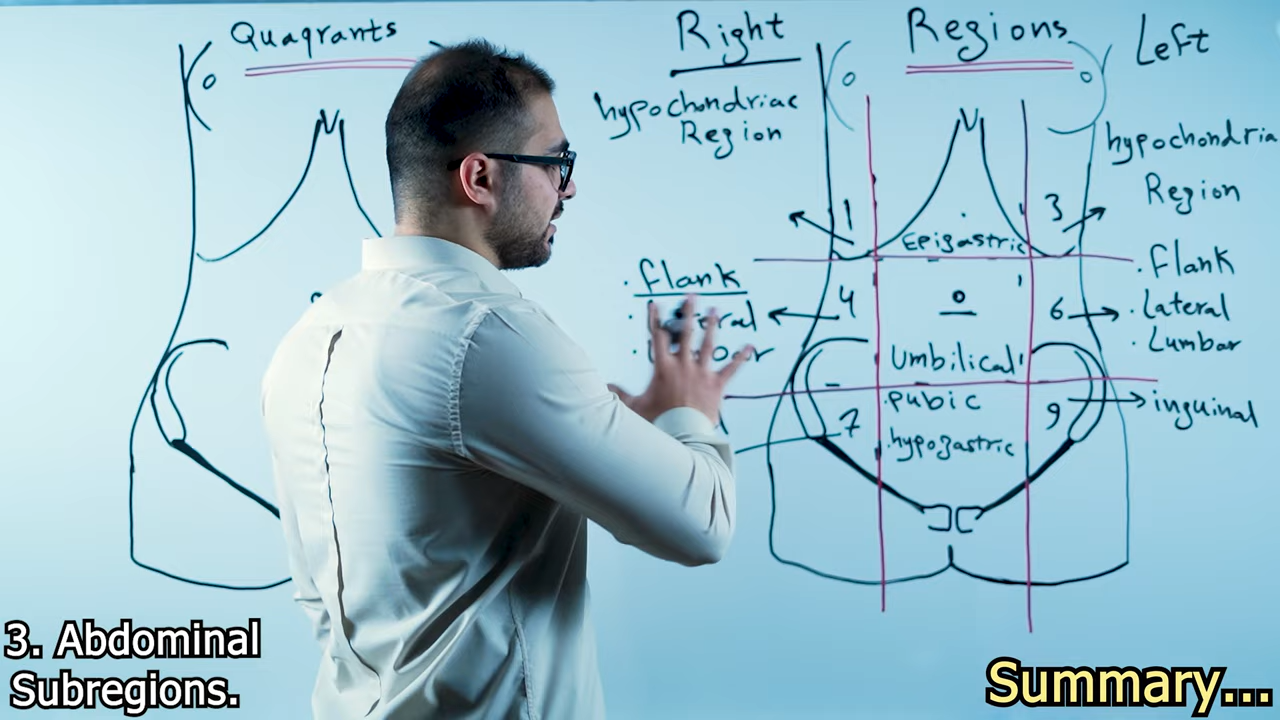 Quaqrants
Right
Regions
Left
hypochondriac
Region
hypochondria
Region
1
3
Epigastric
. flank
. Flank
4
6
. Lateral
. Lumbar
Umbilical
. pubic
. hypogastric
7
9
inguinal
3. Abdominal
Subregions.
Summary...